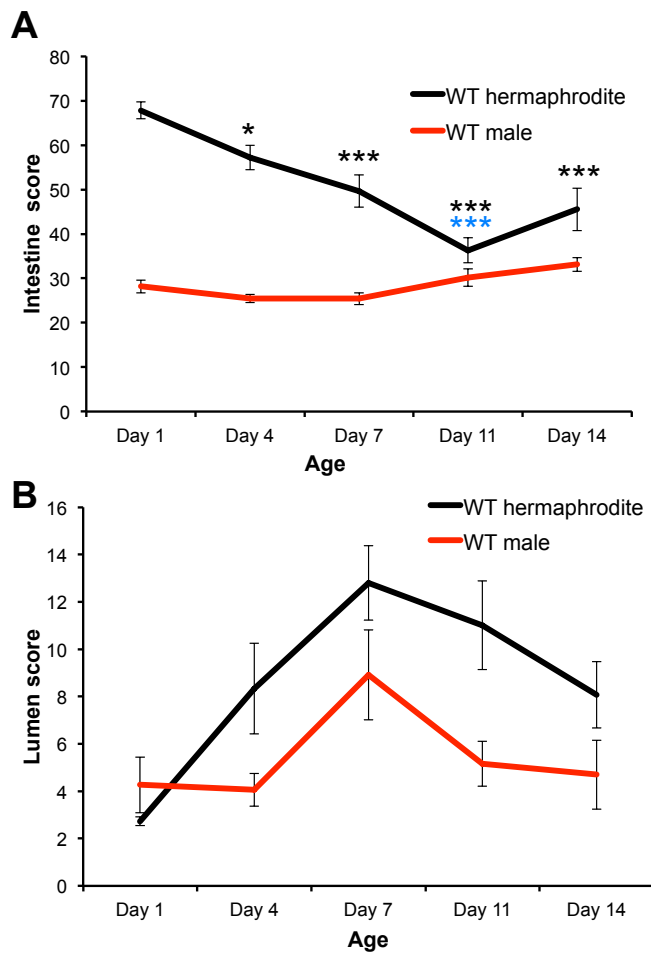 A
80
70
60
50
40
30
20
10
0
Intestine score
WT hermaphrodite
WT male
*
***
***
***
***
Day 1 Day 4 Day 7 Day 11 Day 14
Age
B
16
14
12
10
8
6
4
2
0
Lumen score
WT hermaphrodite
WT male
Day 1 Day 4 Day 7 Day 11 Day 14
Age